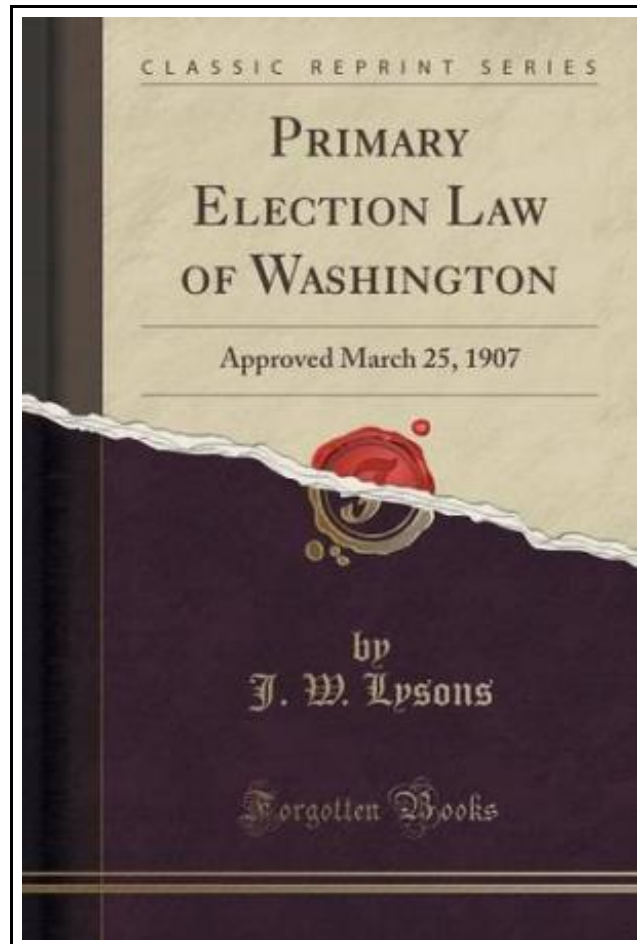 CLASSIC REPRINT SERIES
PRIMARY
ELECTION LAW
OF WASHINGTON
Approved March 25, 1907
F
by
J. W. Lysons
Forgotten Books